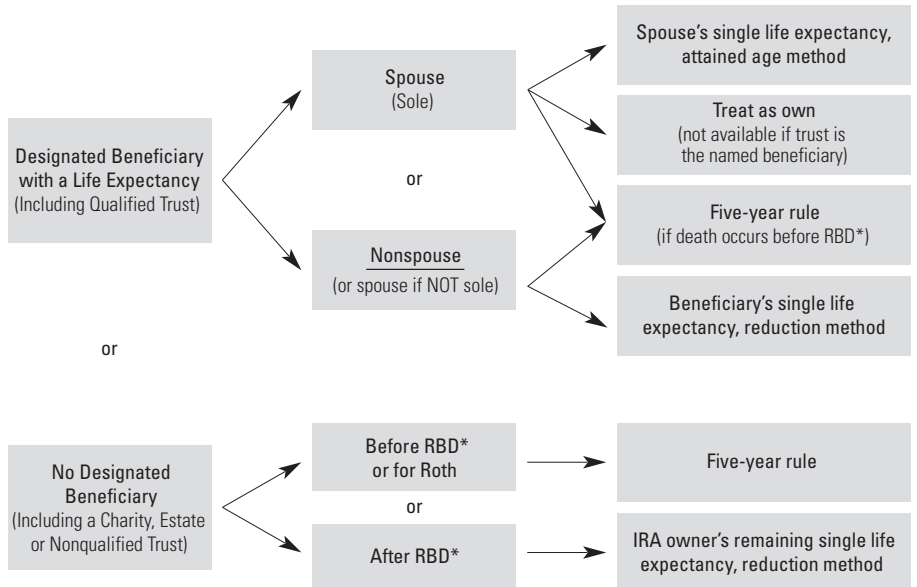 Designated Beneficiary
with a Life Expectancy
(Including Qualified Trust)
or
No Designated
Beneficiary
(Including a Charity, Estate
or Nonqualified Trust)
Spouse
(Sole)
or
Nonspouse
(or spouse if NOT sole)
Before RBD*
or for Roth
or
After RBD*
Spouse's single life expectancy,
attained age method
Treat as own
(not available if trust is
the named beneficiary)
Five-year rule
(if death occurs before RBD*)
Beneficiary's single life
expectancy, reduction method
Five-year rule
IRA owner's remaining single life
expectancy, reduction method